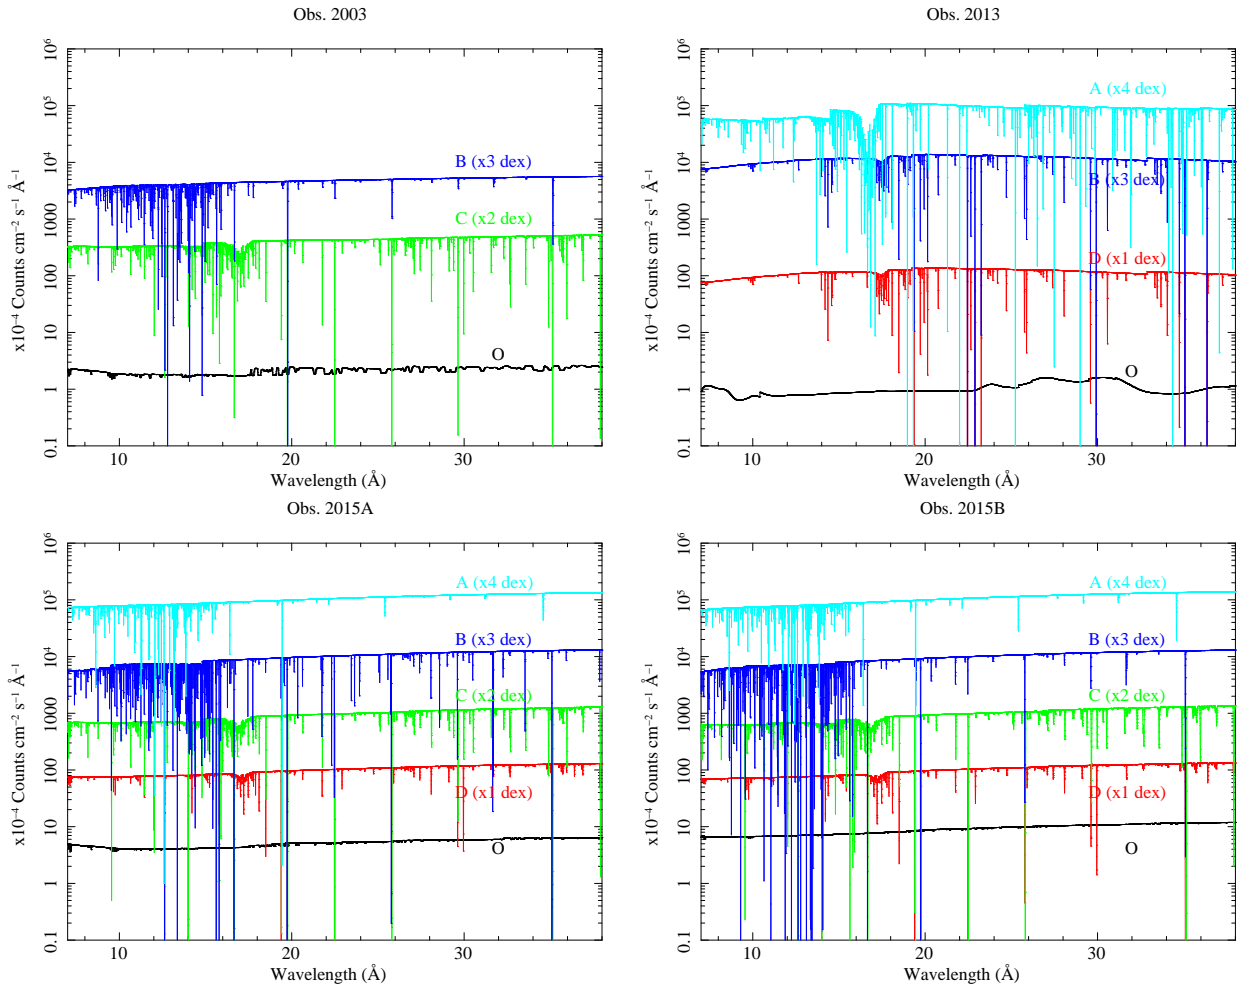 Obs. 2003
10⁶
10⁵
10⁴
1000
100
10
1
0.1
x10⁻⁴ Counts cm⁻² s⁻¹ Å⁻¹
B (x3 dex)
C (x2 dex)
O
10
20
30
Wavelength (Å)
Obs. 2013
10⁶
10⁵
10⁴
1000
100
10
1
0.1
x10⁻⁴ Counts cm⁻² s⁻¹ Å⁻¹
A (x4 dex)
B (x3 dex)
D (x1 dex)
O
10
20
30
Wavelength (Å)
Obs. 2015A
10⁶
10⁵
10⁴
1000
100
10
1
0.1
x10⁻⁴ Counts cm⁻² s⁻¹ Å⁻¹
A (x4 dex)
B (x3 dex)
C (x2 dex)
D (x1 dex)
O
10
20
30
Wavelength (Å)
Obs. 2015B
10⁶
10⁵
10⁴
1000
100
10
1
0.1
x10⁻⁴ Counts cm⁻² s⁻¹ Å⁻¹
A (x4 dex)
B (x3 dex)
C (x2 dex)
D (x1 dex)
O
10
20
30
Wavelength (Å)